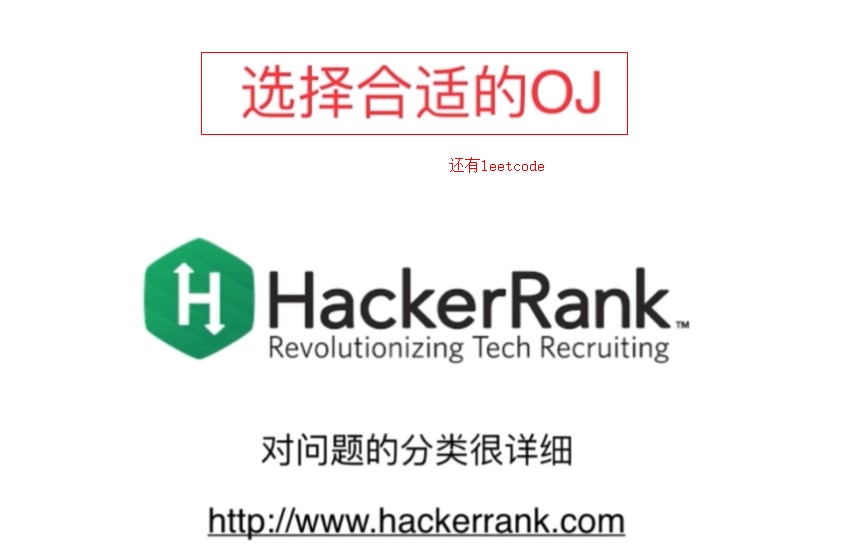 选择合适的OJ
还有leetcode
HackerRank™
Revolutionizing Tech Recruiting
对问题的分类很详细
http://www.hackerrank.com